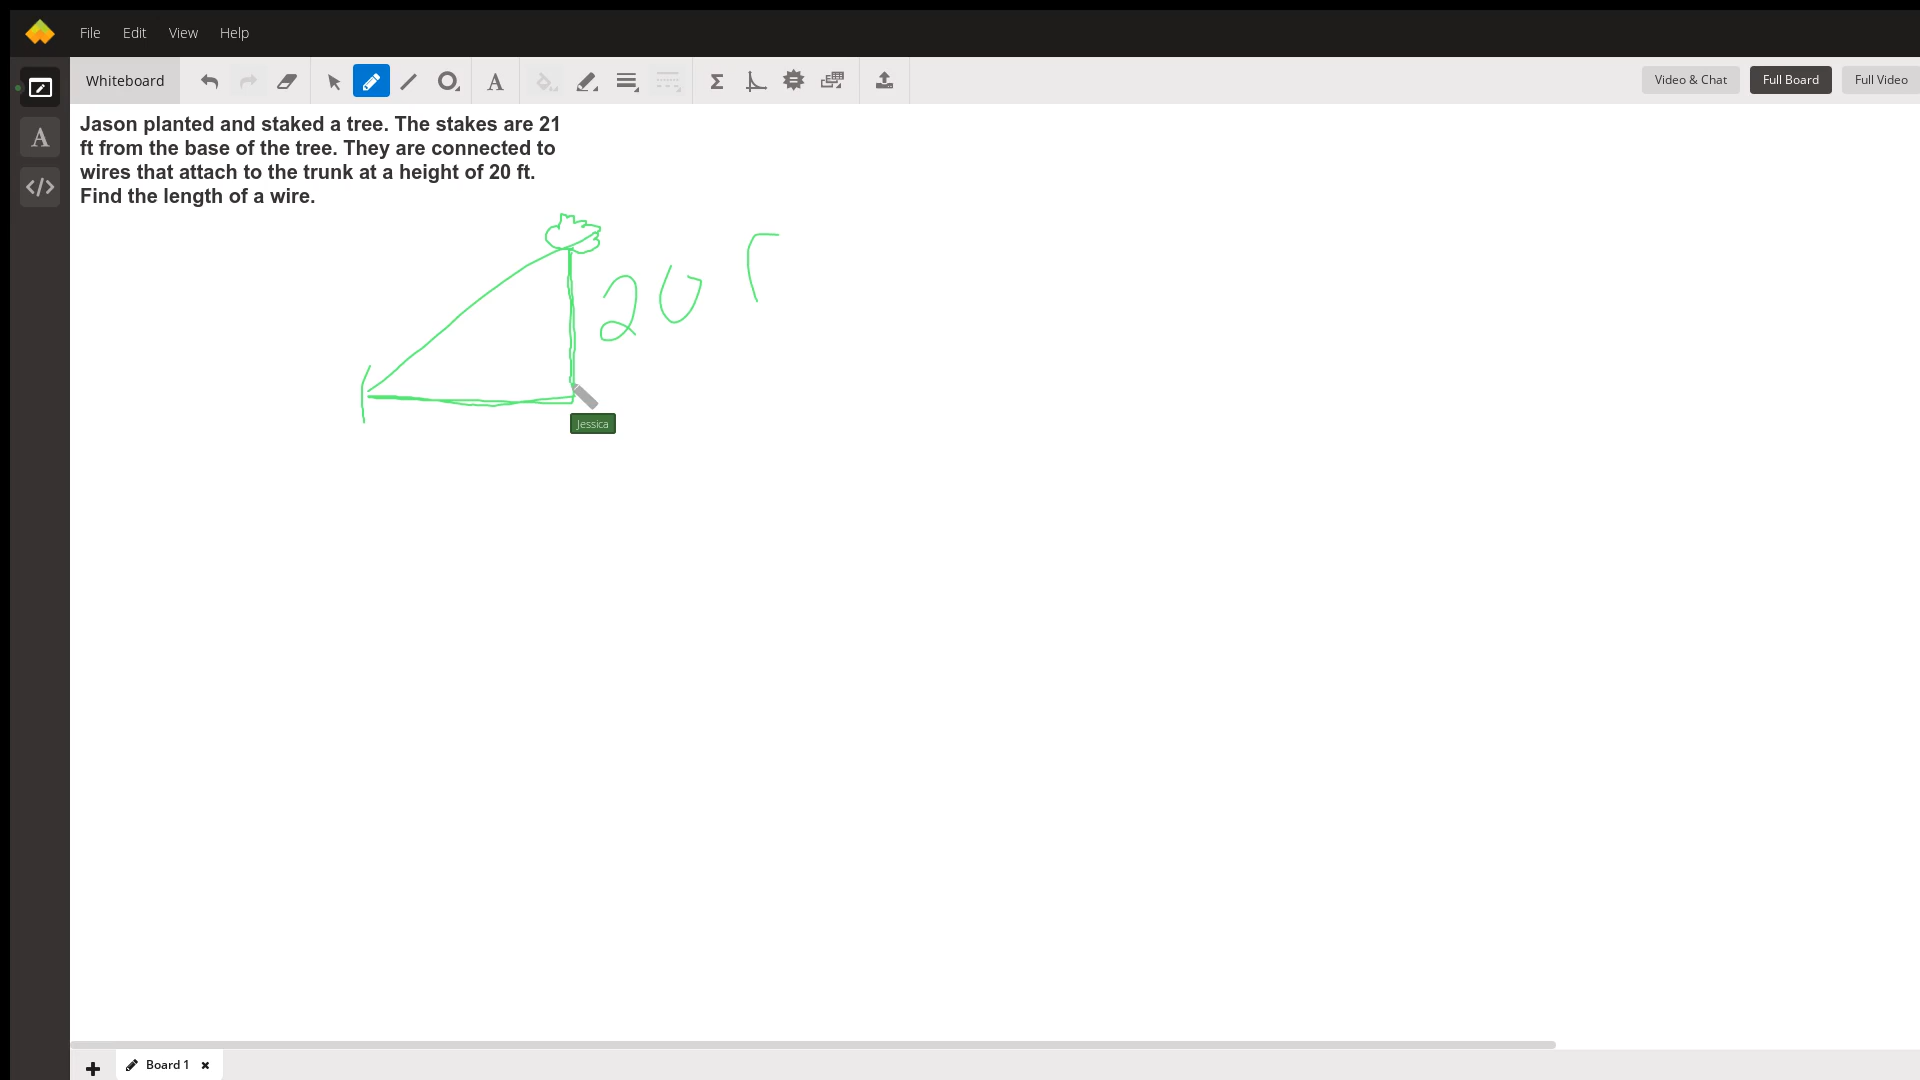 File Edit View Help
Whiteboard A Σ Video & Chat Full Board Full Video
A
</>
Jason planted and staked a tree. The stakes are 21
ft from the base of the tree. They are connected to
wires that attach to the trunk at a height of 20 ft.
Find the length of a wire.
20
Jessica
Board 1